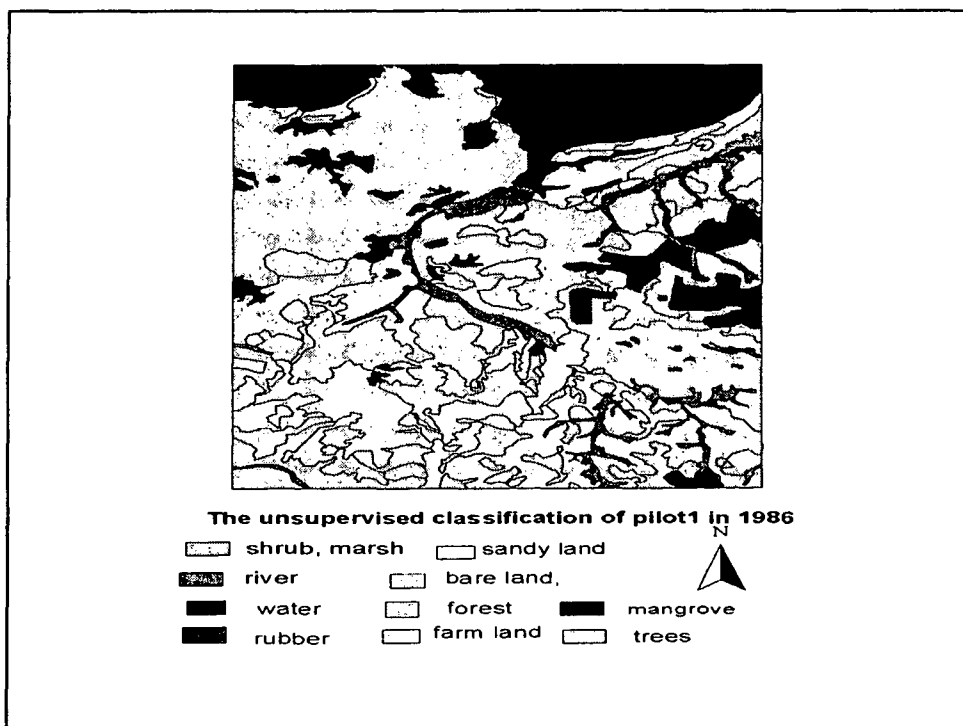 The unsupervised classification of pilot1 in 1986
N
shrub, marsh sandy land
river bare land,
water forest mangrove
rubber farm land trees